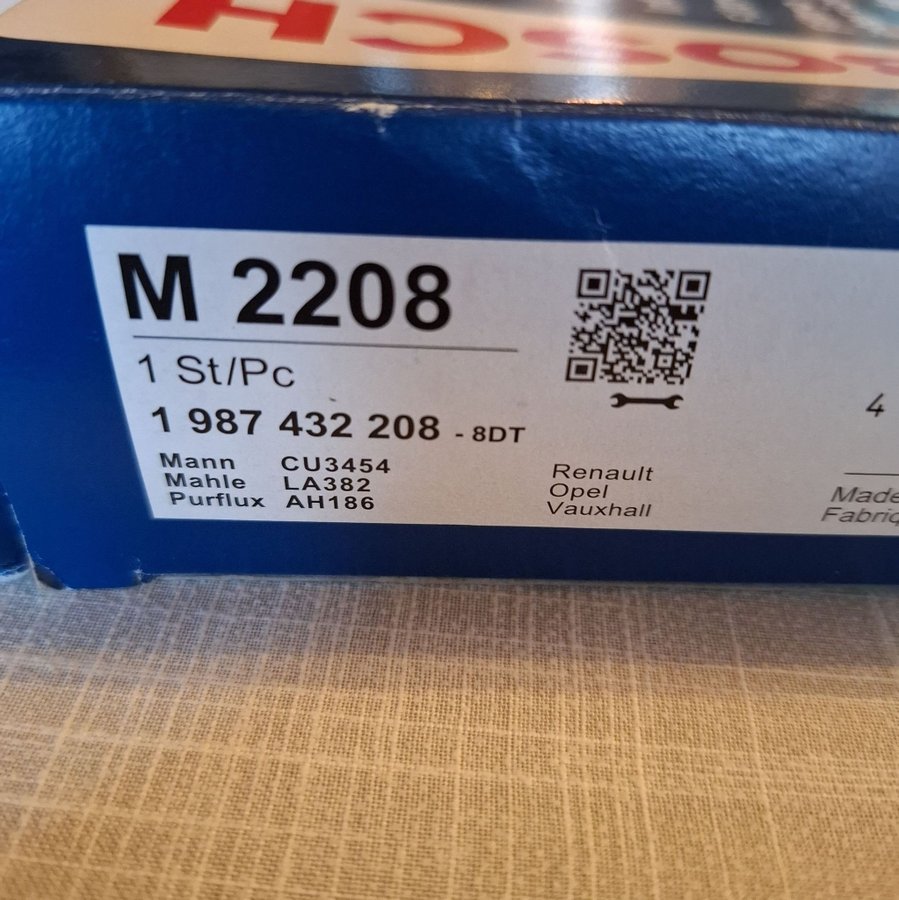 BOSCH
M 2208
1 St/Pc
1 987 432 208 - 8DT
Mann CU3454
Mahle LA382
Purflux AH186
Renault
Opel
Vauxhall
4
Made
Fabriq